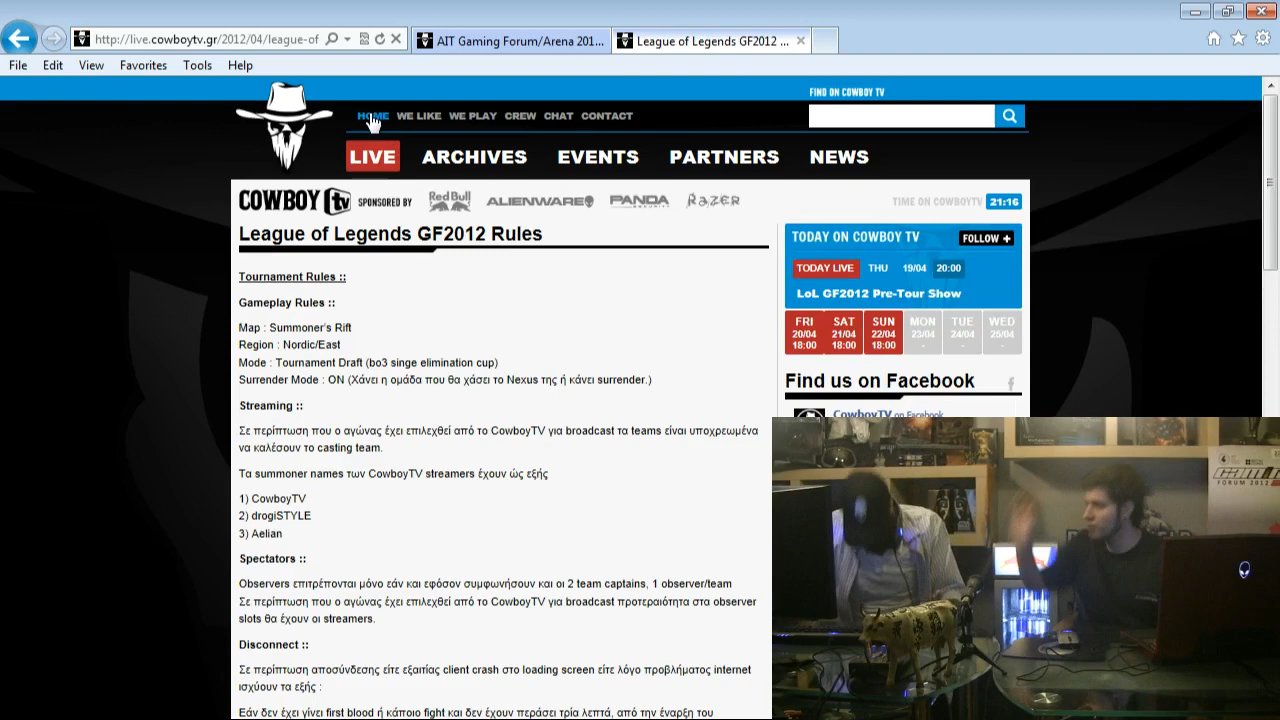 http://live.cowboytv.gr/2012/04/league-of
AIT Gaming Forum/Arena 201...
League of Legends GF2012 ...
File Edit View Favorites Tools Help
FIND ON COWBOY TV
HOME WE LIKE WE PLAY CREW CHAT CONTACT
LIVE ARCHIVES EVENTS PARTNERS NEWS
COWBOY tv SPONSORED BY Red Bull ALIENWARE PANDA SECURITY RAZER
TIME ON COWBOYTV 21:16
League of Legends GF2012 Rules
Tournament Rules ::
Gameplay Rules ::
Map : Summoner's Rift
Region : Nordic/East
Mode : Tournament Draft (bo3 singe elimination cup)
Surrender Mode : ON (Χάνει η ομάδα που θα χάσει το Nexus της ή κάνει surrender.)
Streaming ::
Σε περίπτωση που ο αγώνας έχει επιλεχθεί από το CowboyTV για broadcast τα teams είναι υποχρεωμένα
να καλέσουν το casting team.
Τα summoner names των CowboyTV streamers έχουν ώς εξής
1) CowboyTV
2) drogiSTYLE
3) Aelian
Spectators ::
Observers επιτρέπονται μόνο εάν και εφόσον συμφωνήσουν και οι 2 team captains, 1 observer/team
Σε περίπτωση που ο αγώνας έχει επιλεχθεί από το CowboyTV για broadcast προτεραιότητα στα observer
slots θα έχουν οι streamers.
Disconnect ::
Σε περίπτωση αποσύνδεσης είτε εξαιτίας client crash στο loading screen είτε λόγο προβλήματος internet
ισχύουν τα εξής :
Εάν δεν έχει γίνει first blood ή κάποιο fight και δεν έχουν περάσει τρία λεπτά, από την έναρξη του
TODAY ON COWBOY TV
FOLLOW +
TODAY LIVE THU 19/04 20:00
LoL GF2012 Pre-Tour Show
FRI SAT SUN MON TUE WED
20/04 21/04 22/04 23/04 24/04 25/04
18:00 18:00 18:00 - - -
Find us on Facebook
CowboyTV on Facebook
FORUM 2012